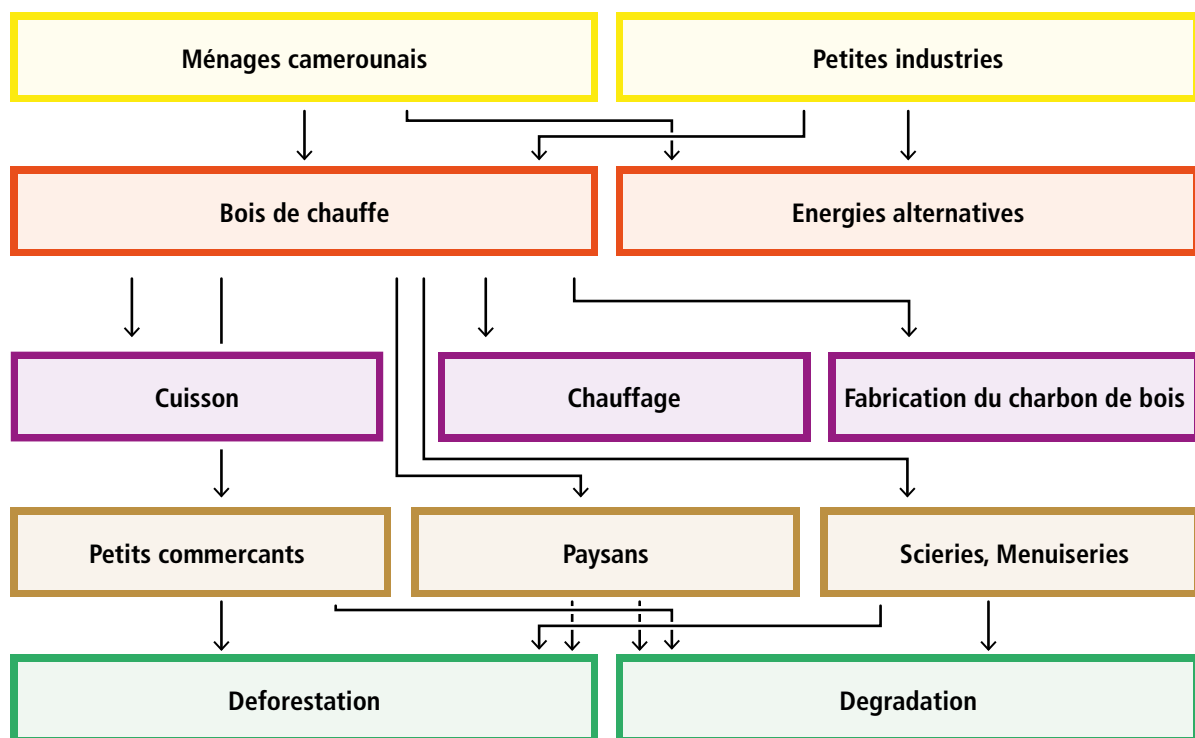 Ménages camerounais
Petites industries
Bois de chauffe
Energies alternatives
Cuisson
Chauffage
Fabrication du charbon de bois
Petits commercants
Paysans
Scieries, Menuiseries
Deforestation
Degradation